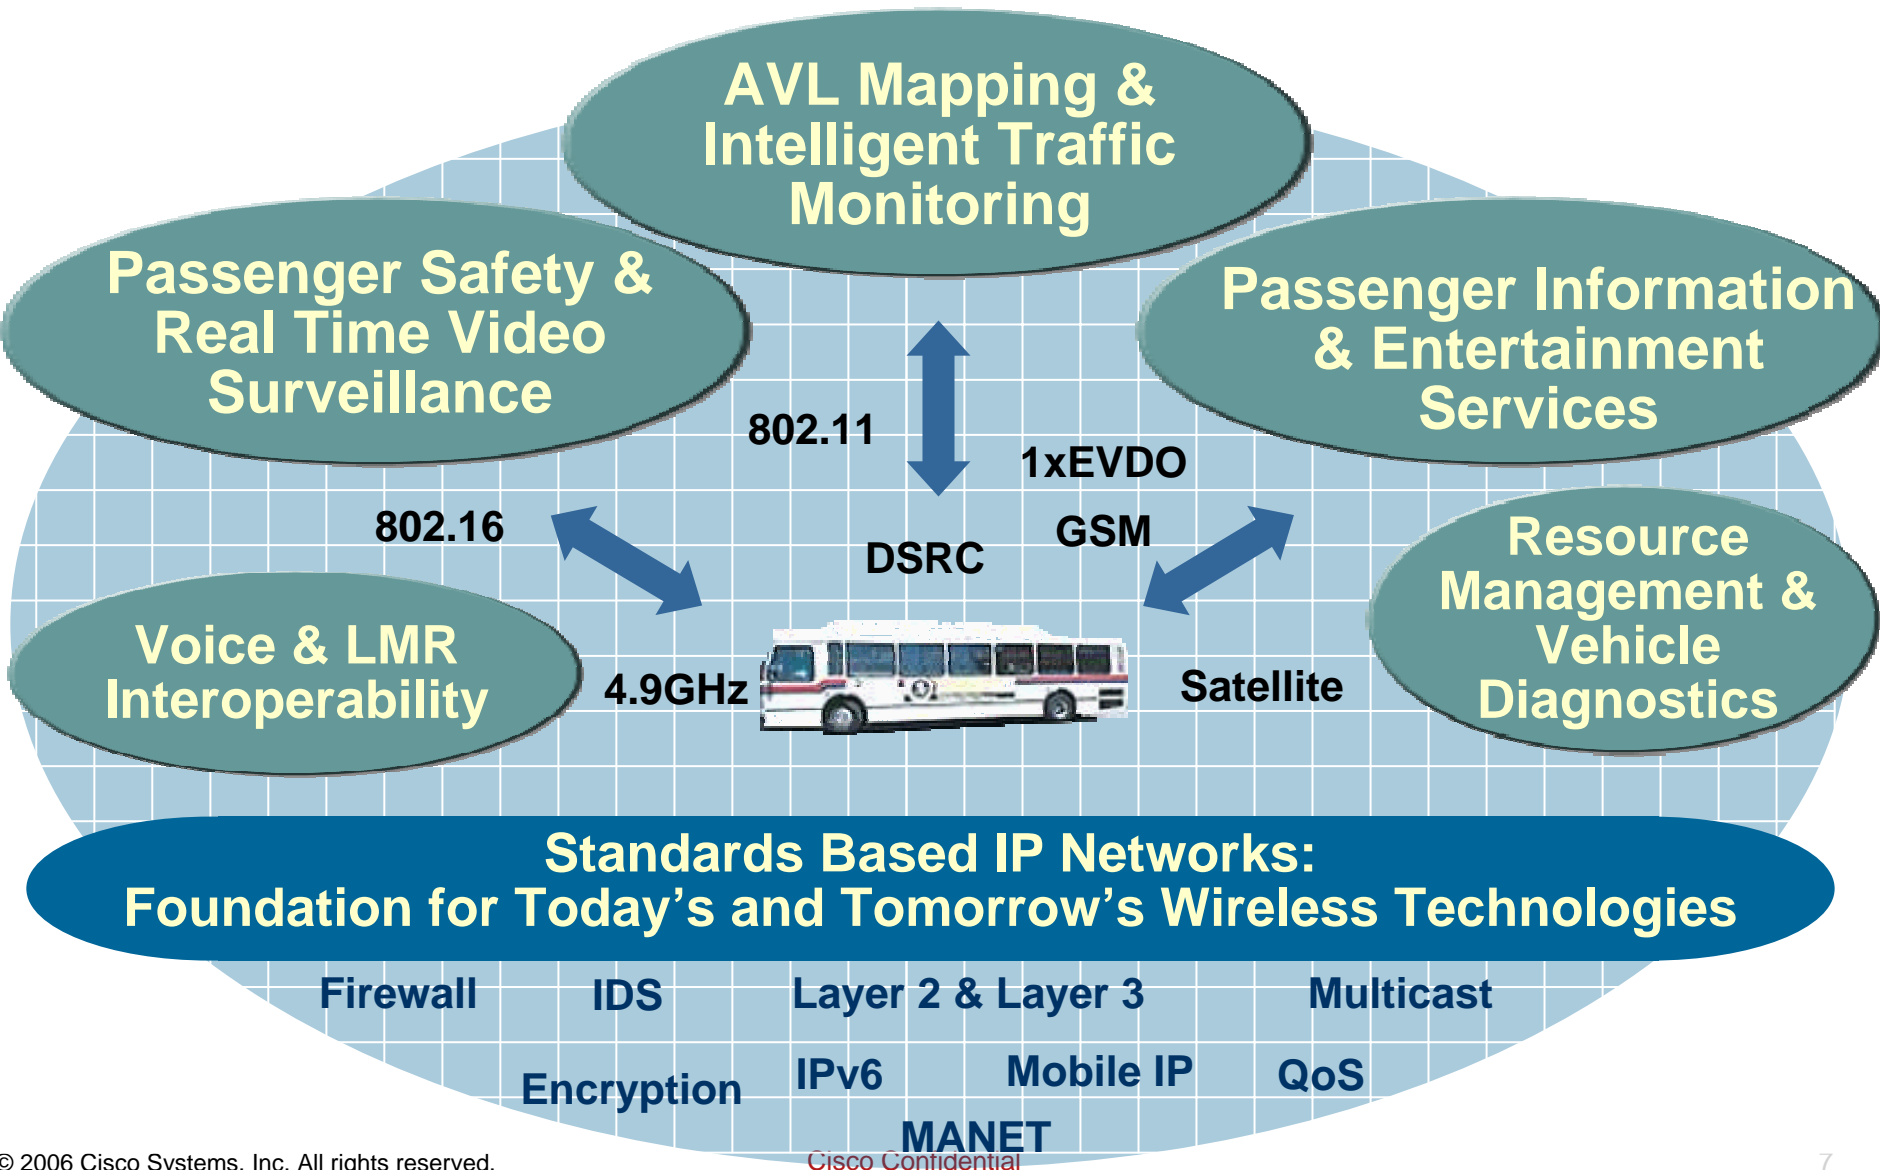 AVL Mapping &
Intelligent Traffic
Monitoring
Passenger Safety &
Real Time Video
Surveillance
Passenger Information
& Entertainment
Services
802.11
1xEVDO
802.16
GSM
DSRC
Resource
Management &
Vehicle
Diagnostics
Voice & LMR
Interoperability
4.9GHz
Satellite
Standards Based IP Networks:
Foundation for Today’s and Tomorrow’s Wireless Technologies
Firewall
IDS
Layer 2 & Layer 3
Multicast
Encryption
IPv6
Mobile IP
QoS
MANET
© 2006 Cisco Systems, Inc. All rights reserved.
Cisco Confidential
7